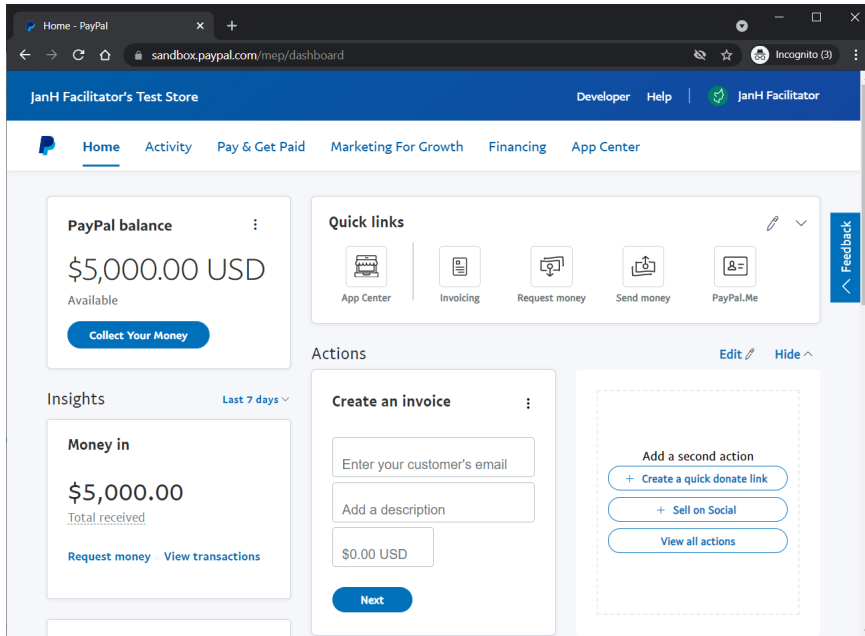 Home - PayPal
sandbox.paypal.com/mep/dashboard
Incognito (3)
JanH Facilitator's Test Store
Developer
Help
JanH Facilitator
Home
Activity
Pay & Get Paid
Marketing For Growth
Financing
App Center
PayPal balance
$5,000.00 USD
Available
Collect Your Money
Quick links
App Center
Invoicing
Request money
Send money
PayPal.Me
Feedback
Insights
Last 7 days
Money in
$5,000.00
Total received
Request money
View transactions
Actions
Edit
Hide
Create an invoice
Enter your customer's email
Add a description
$0.00 USD
Next
Add a second action
+ Create a quick donate link
+ Sell on Social
View all actions